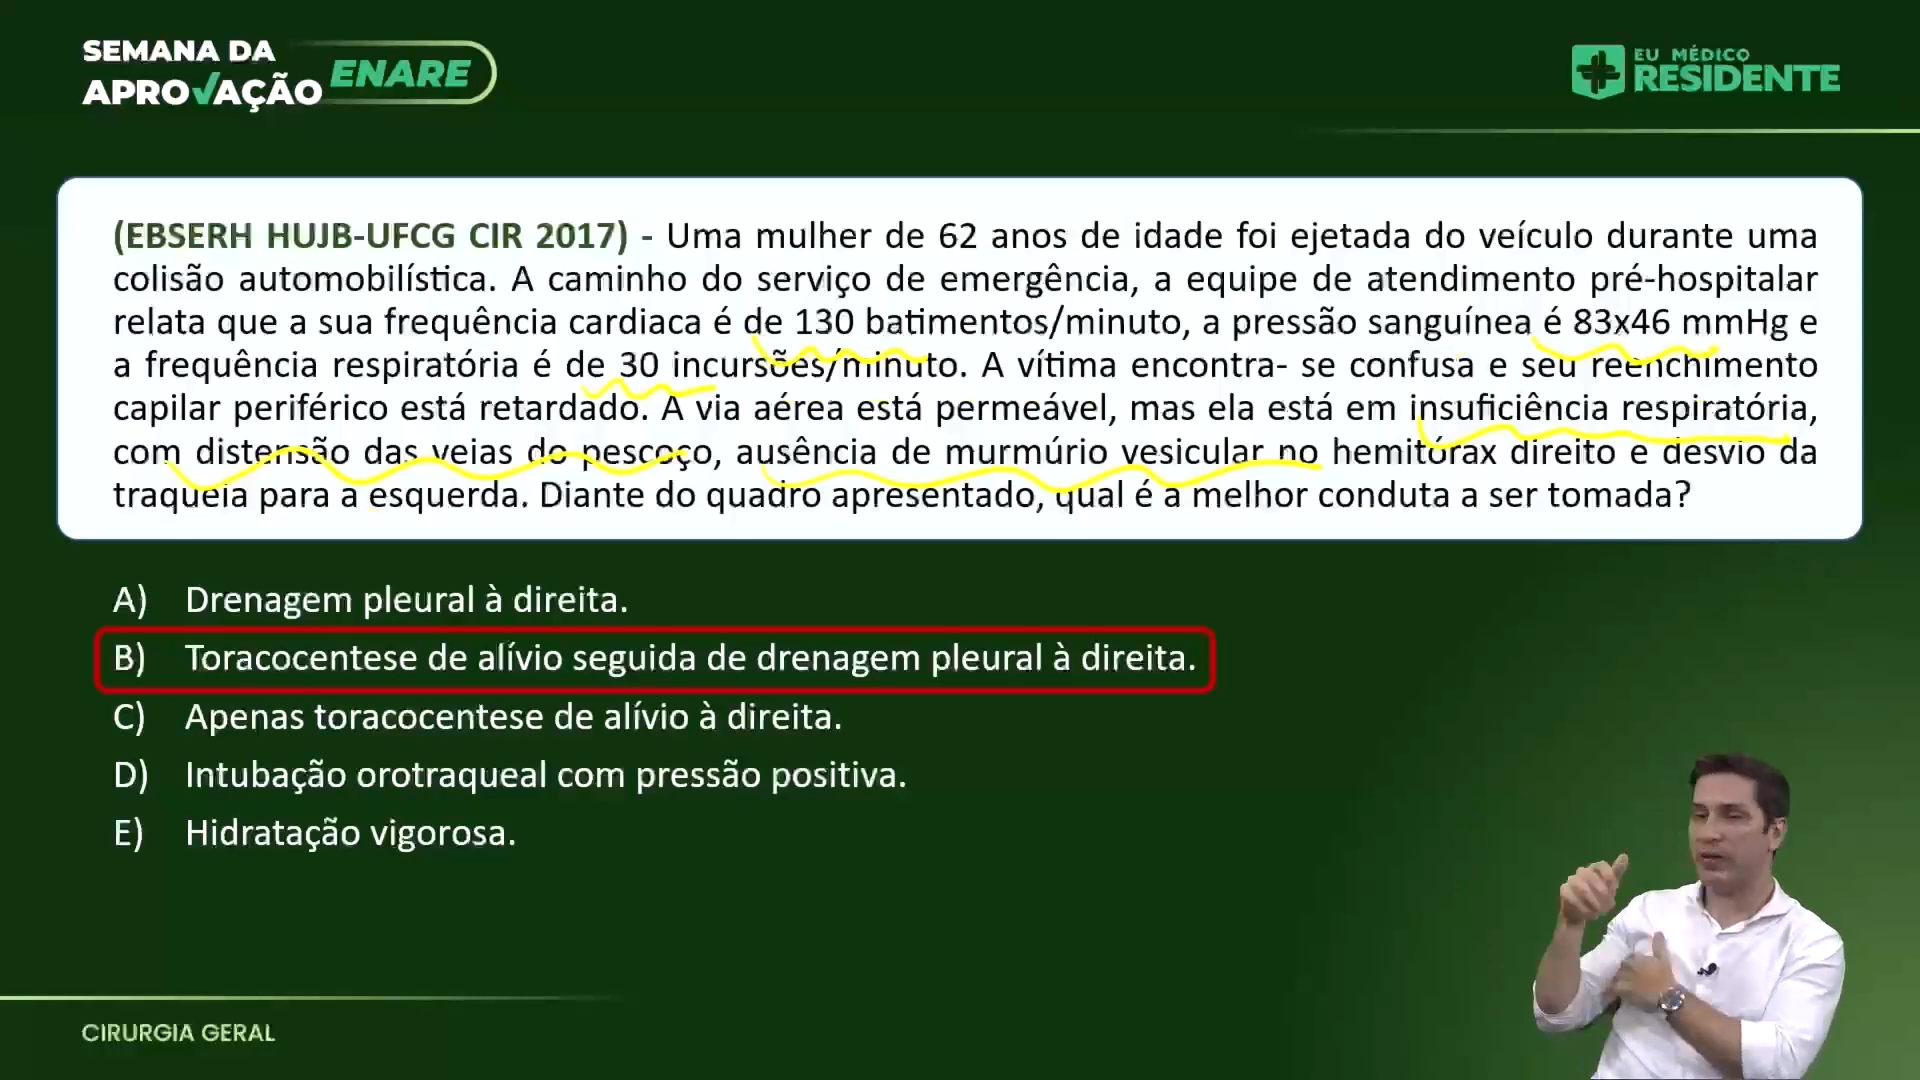 SEMANA DA
APROVAÇÃO ENARE
EU MÉDICO
RESIDENTE
(EBSERH HUJB-UFCG CIR 2017) - Uma mulher de 62 anos de idade foi ejetada do veículo durante uma
colisão automobilística. A caminho do serviço de emergência, a equipe de atendimento pré-hospitalar
relata que a sua frequência cardiaca é de 130 batimentos/minuto, a pressão sanguínea é 83x46 mmHg e
a frequência respiratória é de 30 incursões/minuto. A vítima encontra- se confusa e seu reenchimento
capilar periférico está retardado. A via aérea está permeável, mas ela está em insuficiência respiratória,
com distensão das veias do pescoço, ausência de murmúrio vesicular no hemitórax direito e desvio da
traqueia para a esquerda. Diante do quadro apresentado, qual é a melhor conduta a ser tomada?
A) Drenagem pleural à direita.
B) Toracocentese de alívio seguida de drenagem pleural à direita.
C) Apenas toracocentese de alívio à direita.
D) Intubação orotraqueal com pressão positiva.
E) Hidratação vigorosa.
CIRURGIA GERAL